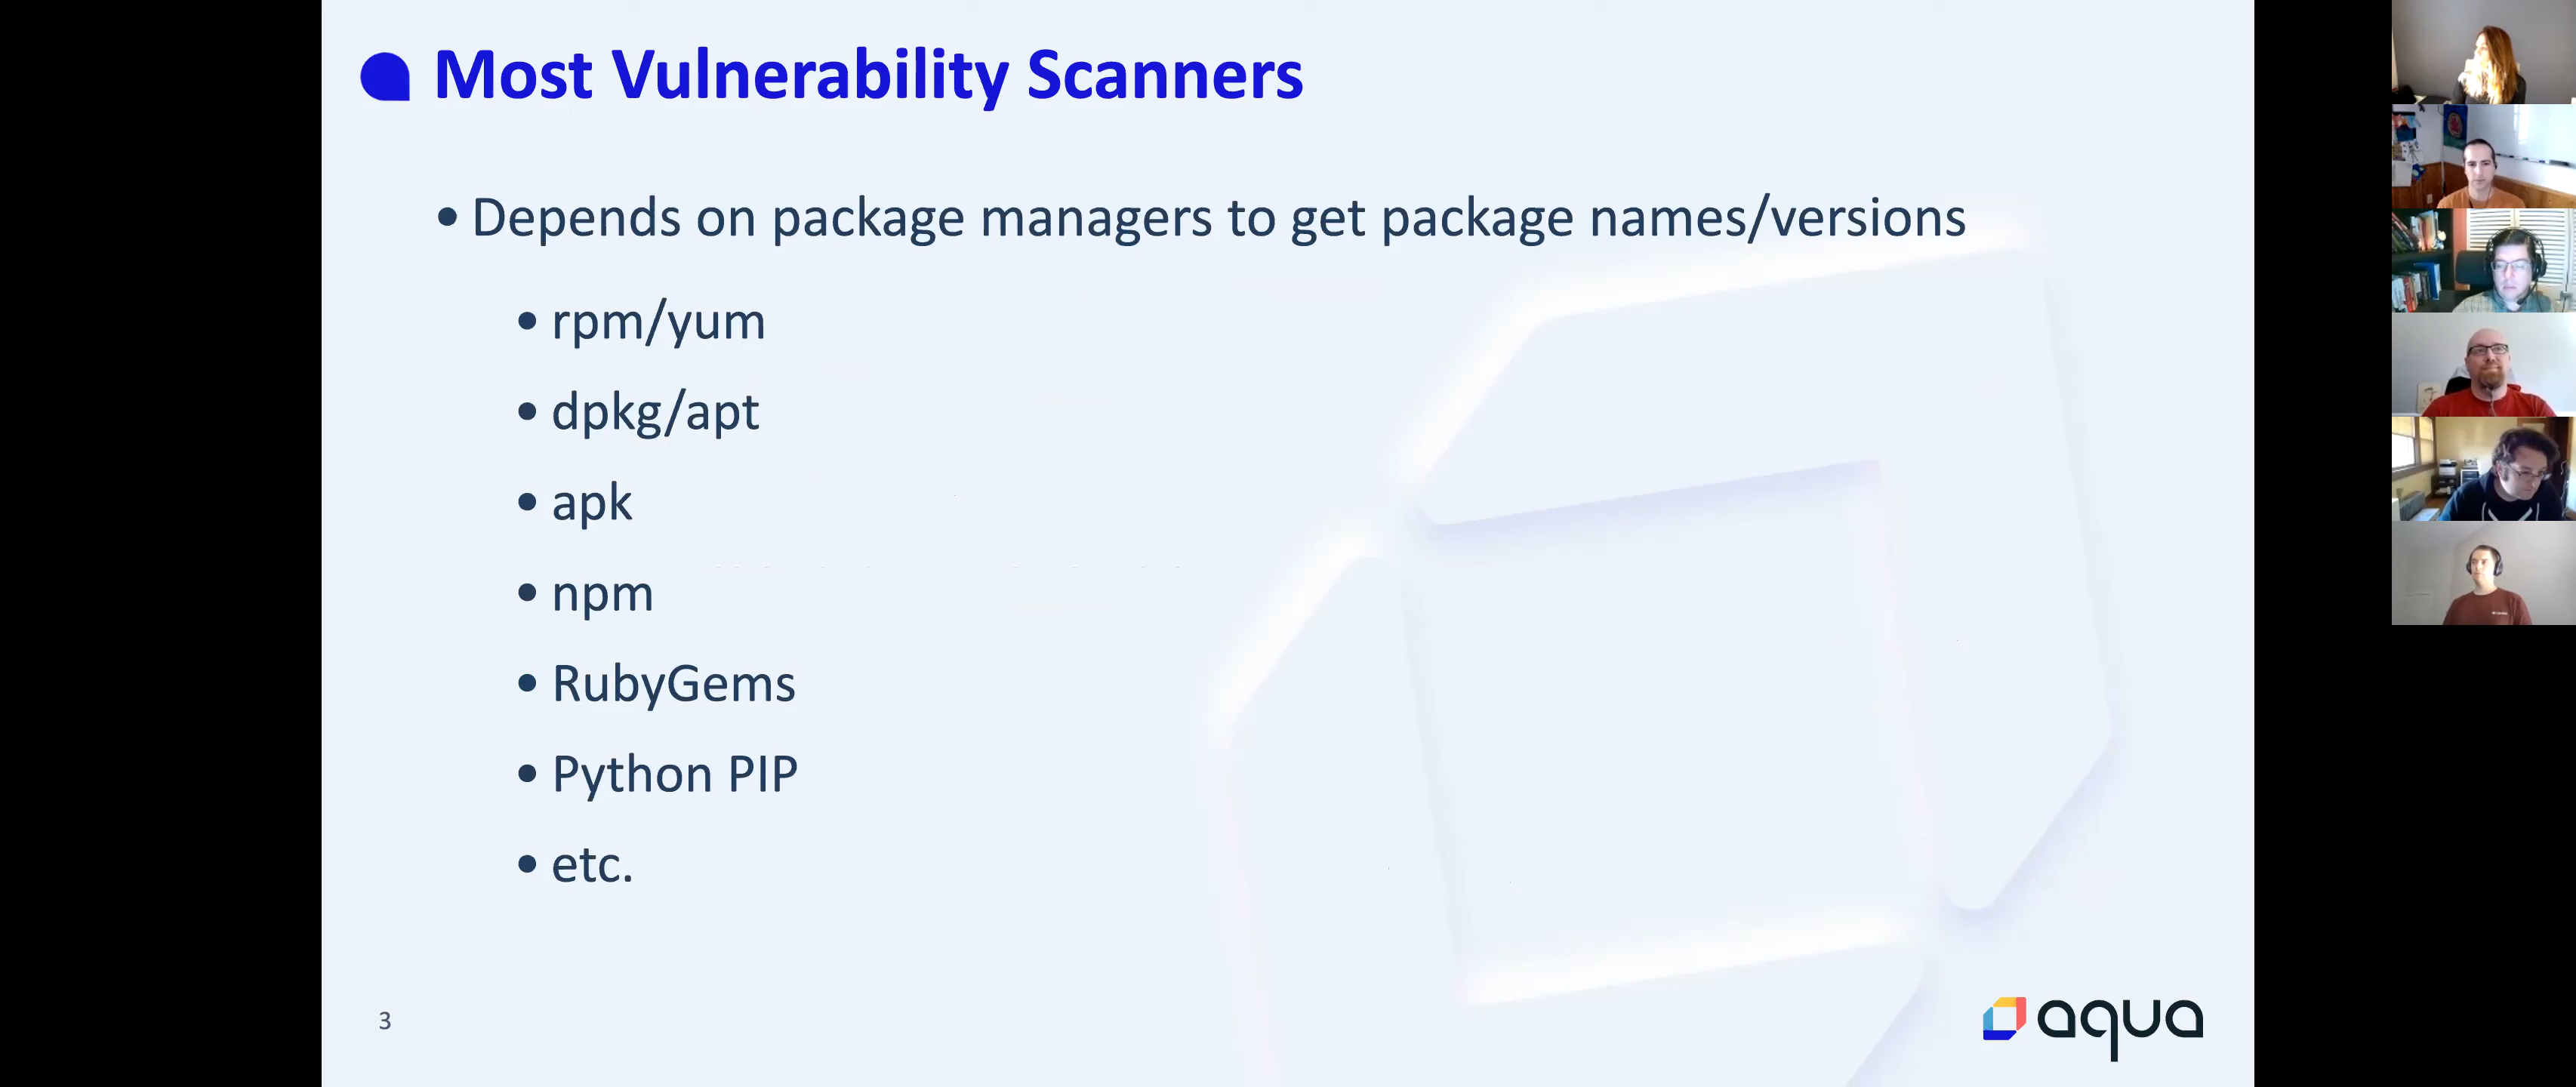 Most Vulnerability Scanners
• Depends on package managers to get package names/versions
• rpm/yum
• dpkg/apt
• apk
• npm
• RubyGems
• Python PIP
• etc.
3
aqua